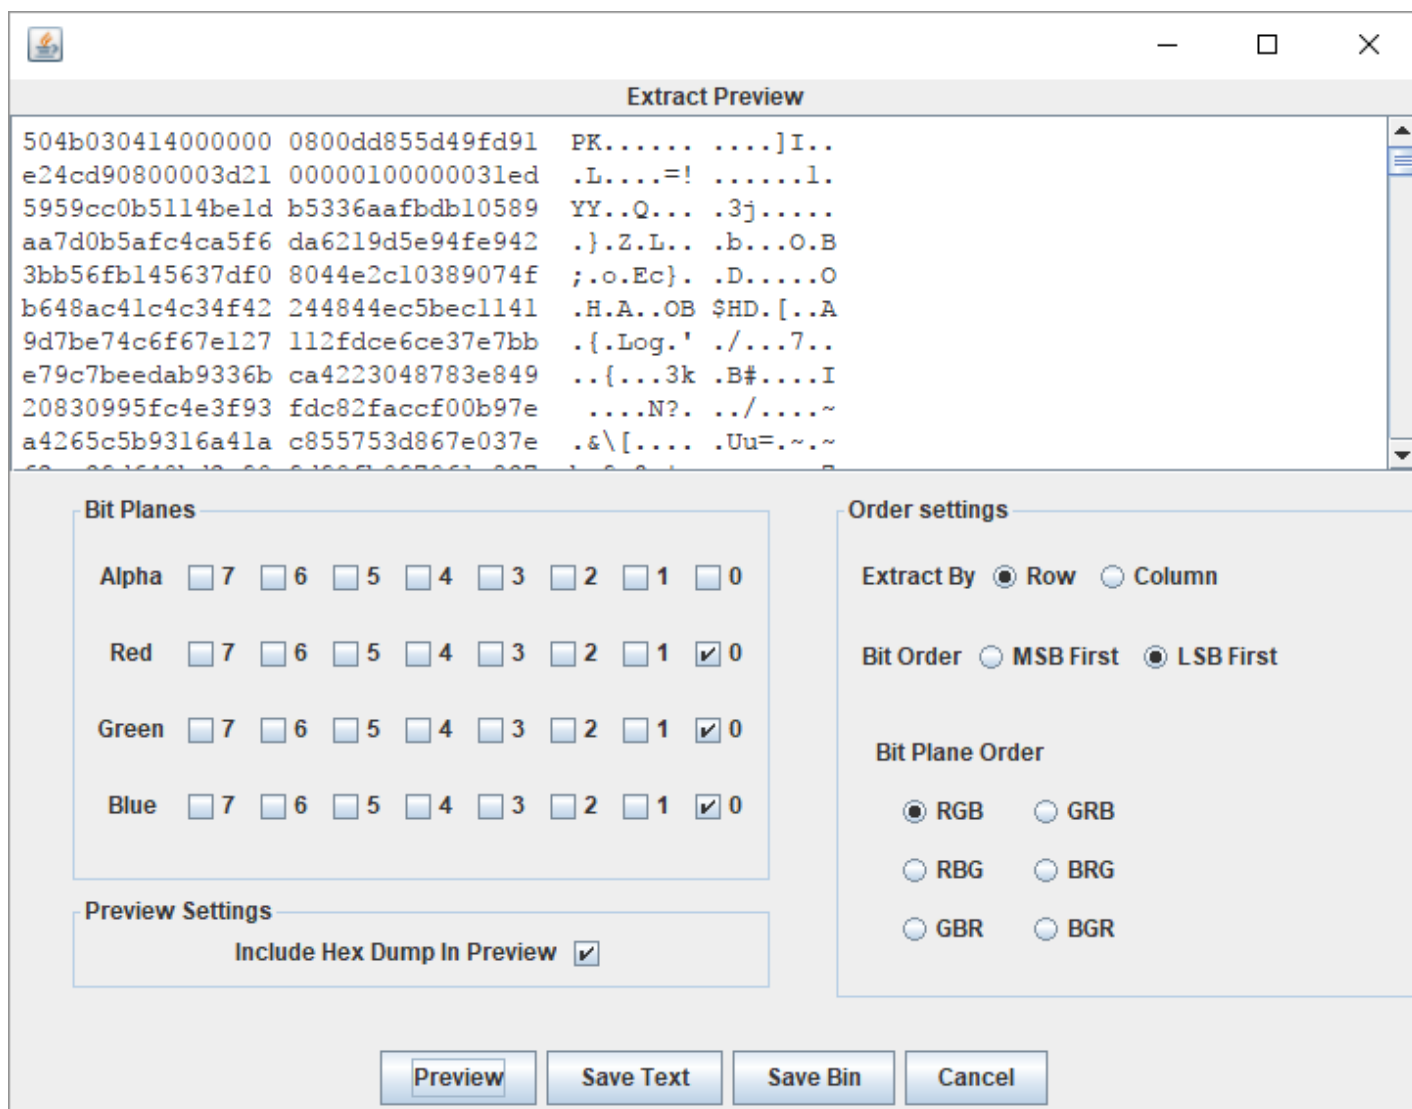 Extract Preview
504b030414000000 0800dd855d49fd91 PK...... ....]I..
e24cd90800003d21 00000100000031ed .L....=! ......1.
5959cc0b5114be1d b5336aafbdb10589 YY..Q... .3j.....
aa7d0b5afc4ca5f6 da6219d5e94fe942 .}.Z.L.. .b...O.B
3bb56fb145637df0 8044e2c10389074f ;.o.Ec}. .D.....O
b648ac41c4c34f42 244844ec5bec1141 .H.A..OB $HD.[..A
9d7be74c6f67e127 112fdce6ce37e7bb .{.Log.' ./...7..
e79c7beedab9336b ca4223048783e849 ..{...3k .B#....I
20830995fc4e3f93 fdc82faccf00b97e ....N?. ../....~
a4265c5b9316a41a c855753d867e037e .&\[.... .Uu=.~.~
Bit Planes
Order settings
Alpha 7 6 5 4 3 2 1 0
Extract By Row Column
Red 7 6 5 4 3 2 1 0
Bit Order MSB First LSB First
Green 7 6 5 4 3 2 1 0
Bit Plane Order
Blue 7 6 5 4 3 2 1 0
RGB GRB
RBG BRG
GBR BGR
Preview Settings
Include Hex Dump In Preview
Preview Save Text Save Bin Cancel